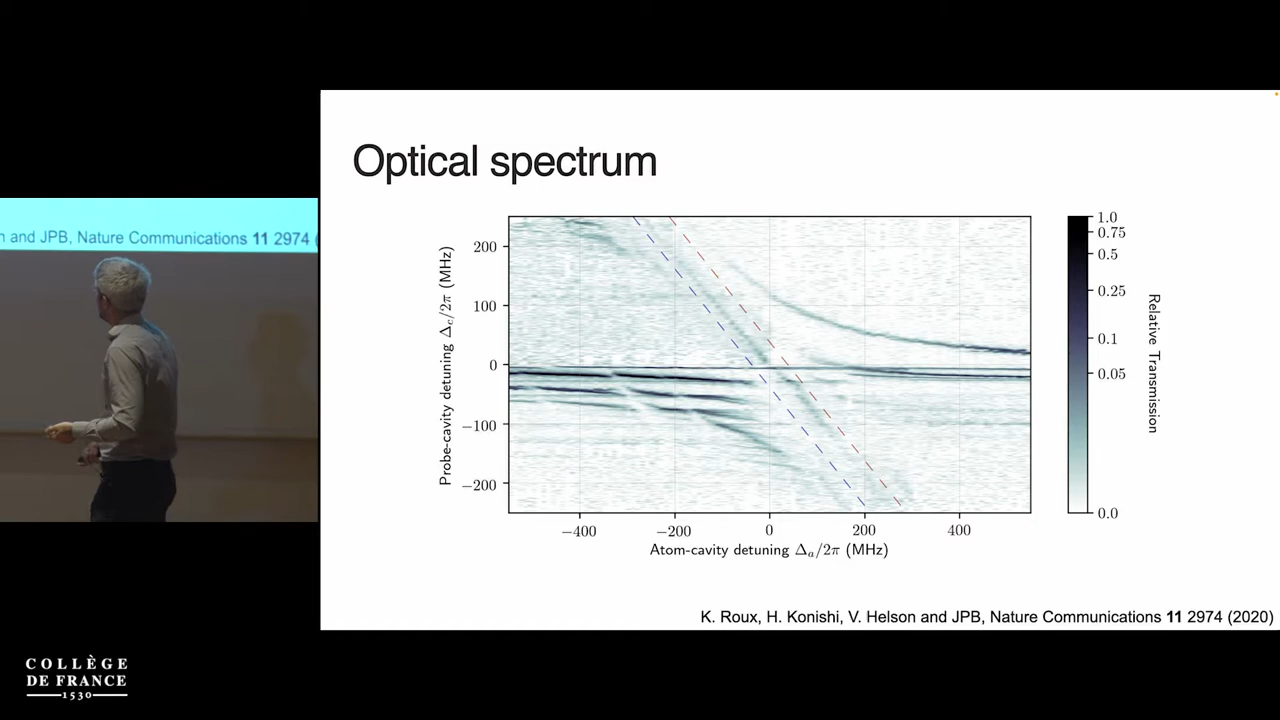 Optical spectrum
Probe-cavity detuning Δ_c/2π (MHz)
200
100
0
−100
−200
−400
−200
0
200
400
Atom-cavity detuning Δ_a/2π (MHz)
1.0
0.75
0.5
0.25
0.1
0.05
0.0
Relative Transmission
K. Roux, H. Konishi, V. Helson and JPB, Nature Communications 11 2974 (2020)
and JPB, Nature Communications 11 2974 (
COLLÈGE
DE FRANCE
1530